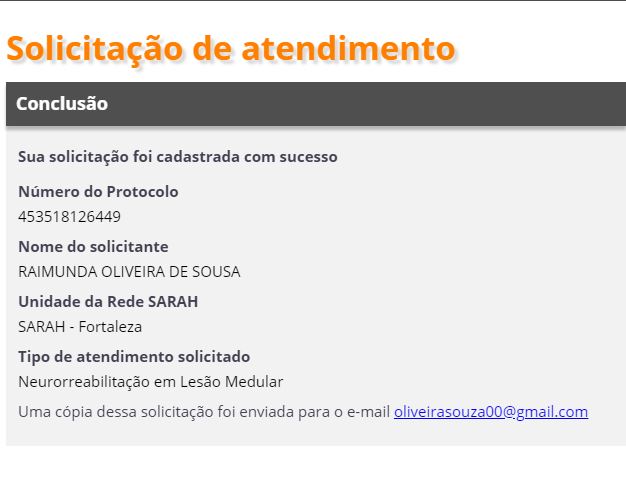 Solicitação de atendimento
Conclusão
Sua solicitação foi cadastrada com sucesso
Número do Protocolo
453518126449
Nome do solicitante
RAIMUNDA OLIVEIRA DE SOUSA
Unidade da Rede SARAH
SARAH - Fortaleza
Tipo de atendimento solicitado
Neurorreabilitação em Lesão Medular
Uma cópia dessa solicitação foi enviada para o e-mail oliveirasouza00@gmail.com